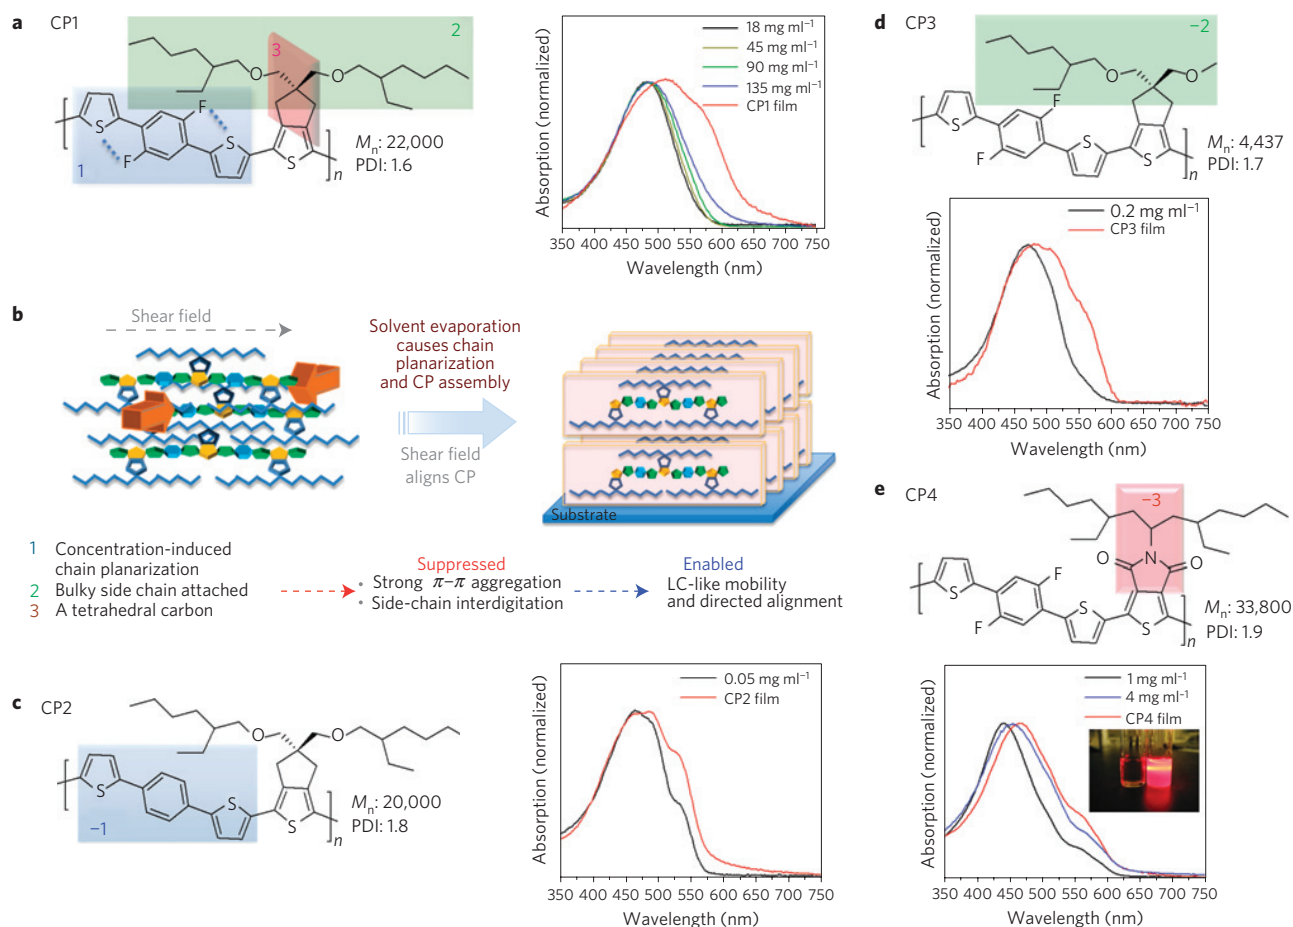 a CP1
2
3
O
O
F
S
S
F
S
1
[ ]n
Mn: 22,000
PDI: 1.6
Absorption (normalized)
18 mg ml⁻¹
45 mg ml⁻¹
90 mg ml⁻¹
135 mg ml⁻¹
CP1 film
350 400 450 500 550 600 650 700 750
Wavelength (nm)
b
Shear field
Solvent evaporation
causes chain
planarization
and CP assembly
Shear field
aligns CP
Substrate
1 Concentration-induced
chain planarization
2 Bulky side chain attached
3 A tetrahedral carbon
Suppressed
• Strong π–π aggregation
• Side-chain interdigitation
Enabled
LC-like mobility
and directed alignment
c CP2
O
O
S
S
S
−1
[ ]n
Mn: 20,000
PDI: 1.8
Absorption (normalized)
0.05 mg ml⁻¹
CP2 film
350 400 450 500 550 600 650 700 750
Wavelength (nm)
d CP3
−2
O
O
F
S
F
S
S
[ ]n
Mn: 4,437
PDI: 1.7
Absorption (normalized)
0.2 mg ml⁻¹
CP3 film
350 400 450 500 550 600 650 700 750
Wavelength (nm)
e CP4
−3
O N O
F
S
F
S
S
[ ]n
Mn: 33,800
PDI: 1.9
Absorption (normalized)
1 mg ml⁻¹
4 mg ml⁻¹
CP4 film
350 400 450 500 550 600 650 700 750
Wavelength (nm)